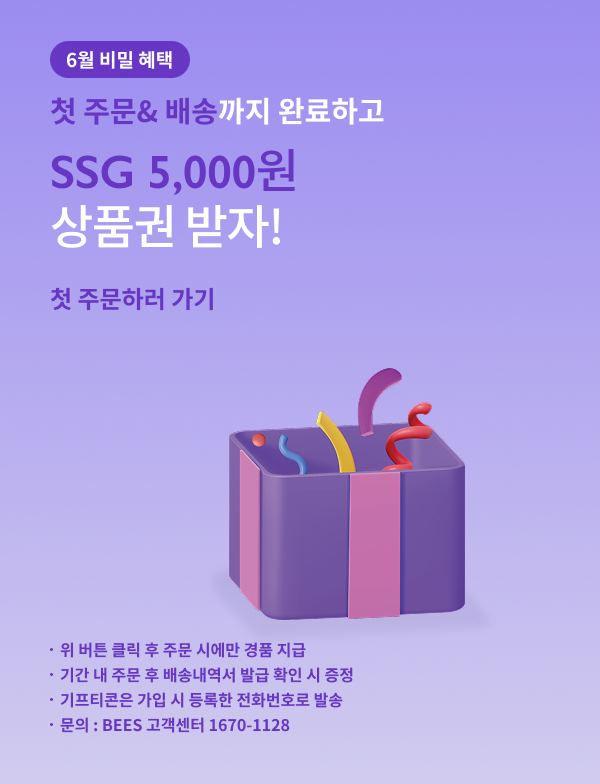 6월 비밀 혜택
첫 주문& 배송까지 완료하고
SSG 5,000원
상품권 받자!
첫 주문하러 가기
· 위 버튼 클릭 후 주문 시에만 경품 지급
· 기간 내 주문 후 배송내역서 발급 확인 시 증정
· 기프티콘은 가입 시 등록한 전화번호로 발송
· 문의 : BEES 고객센터 1670-1128